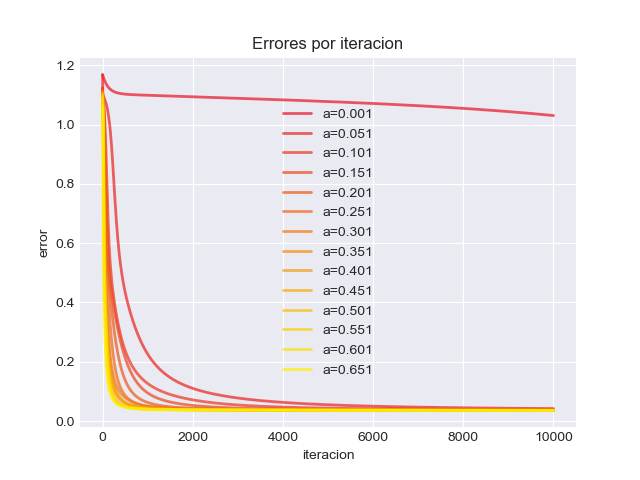 Errores por iteracion
1.2
1.0
0.8
0.6
0.4
0.2
0.0
error
a=0.001
a=0.051
a=0.101
a=0.151
a=0.201
a=0.251
a=0.301
a=0.351
a=0.401
a=0.451
a=0.501
a=0.551
a=0.601
a=0.651
0 2000 4000 6000 8000 10000
iteracion